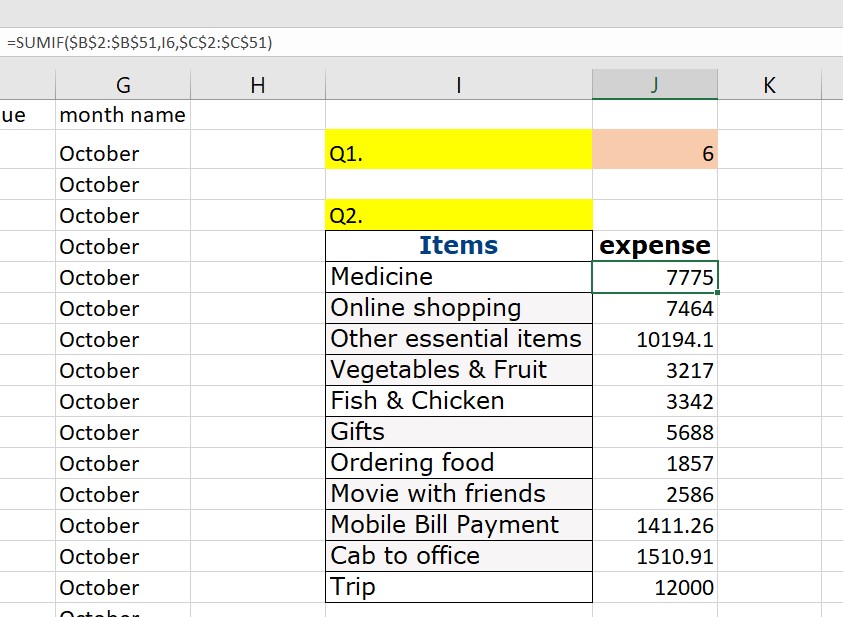 =SUMIF($B$2:$B$51,I6,$C$2:$C$51)
G H I J K
ue month name
October Q1. 6
October
October Q2.
October Items expense
October Medicine 7775
October Online shopping 7464
October Other essential items 10194.1
October Vegetables & Fruit 3217
October Fish & Chicken 3342
October Gifts 5688
October Ordering food 1857
October Movie with friends 2586
October Mobile Bill Payment 1411.26
October Cab to office 1510.91
October Trip 12000
October